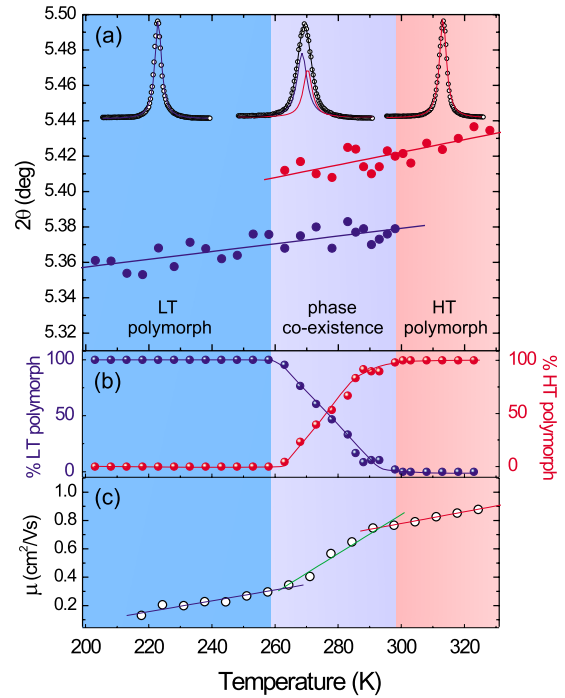 (a)
5.50
5.48
5.46
5.44
5.42
5.40
5.38
5.36
5.34
5.32
2θ (deg)
LT
polymorph
phase
co-existence
HT
polymorph
(b)
100
50
0
% LT polymorph
100
50
0
% HT polymorph
(c)
1.0
0.8
0.6
0.4
0.2
μ (cm²/Vs)
200
220
240
260
280
300
320
Temperature (K)